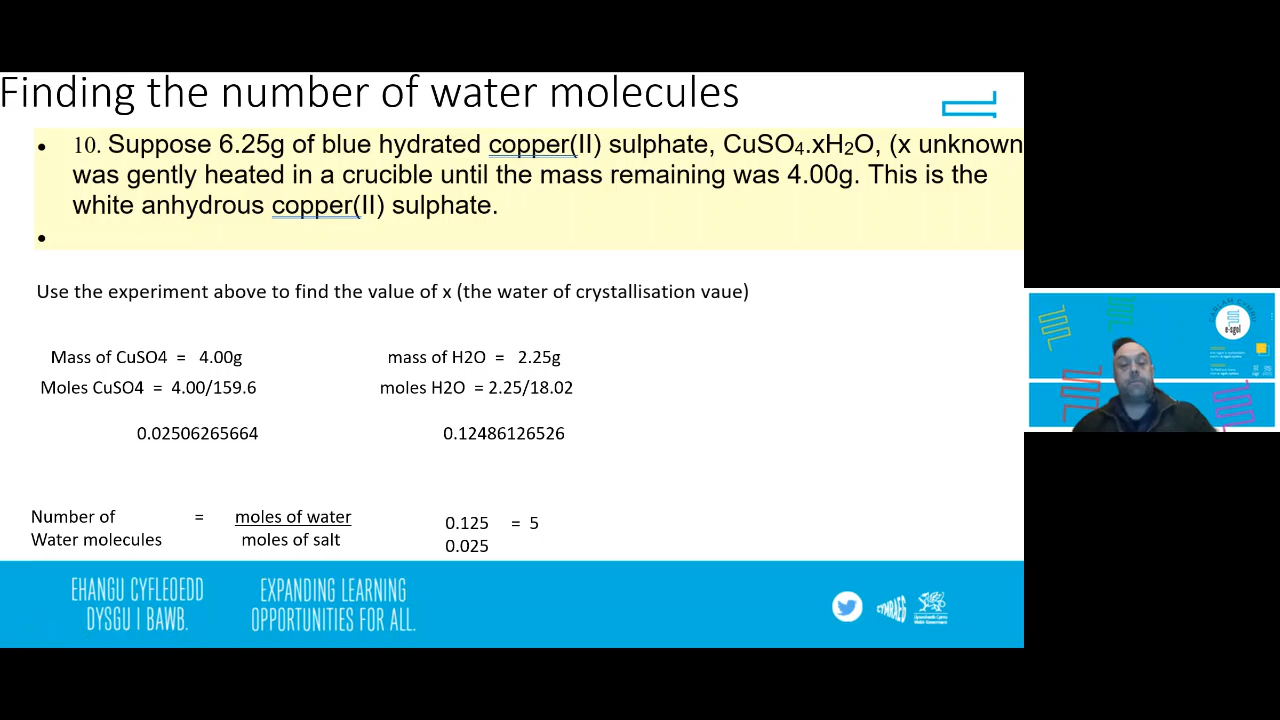 Finding the number of water molecules
• 10. Suppose 6.25g of blue hydrated copper(II) sulphate, CuSO4.xH2O, (x unknown
was gently heated in a crucible until the mass remaining was 4.00g. This is the
white anhydrous copper(II) sulphate.
•
Use the experiment above to find the value of x (the water of crystallisation vaue)
Mass of CuSO4 = 4.00g mass of H2O = 2.25g
Moles CuSO4 = 4.00/159.6 moles H2O = 2.25/18.02
0.02506265664 0.12486126526
Number of = moles of water 0.125 = 5
Water molecules moles of salt 0.025
EHANGU CYFLEOEDD EXPANDING LEARNING
DYSGU I BAWB. OPPORTUNITIES FOR ALL.
CYMRAEG
e-sgol